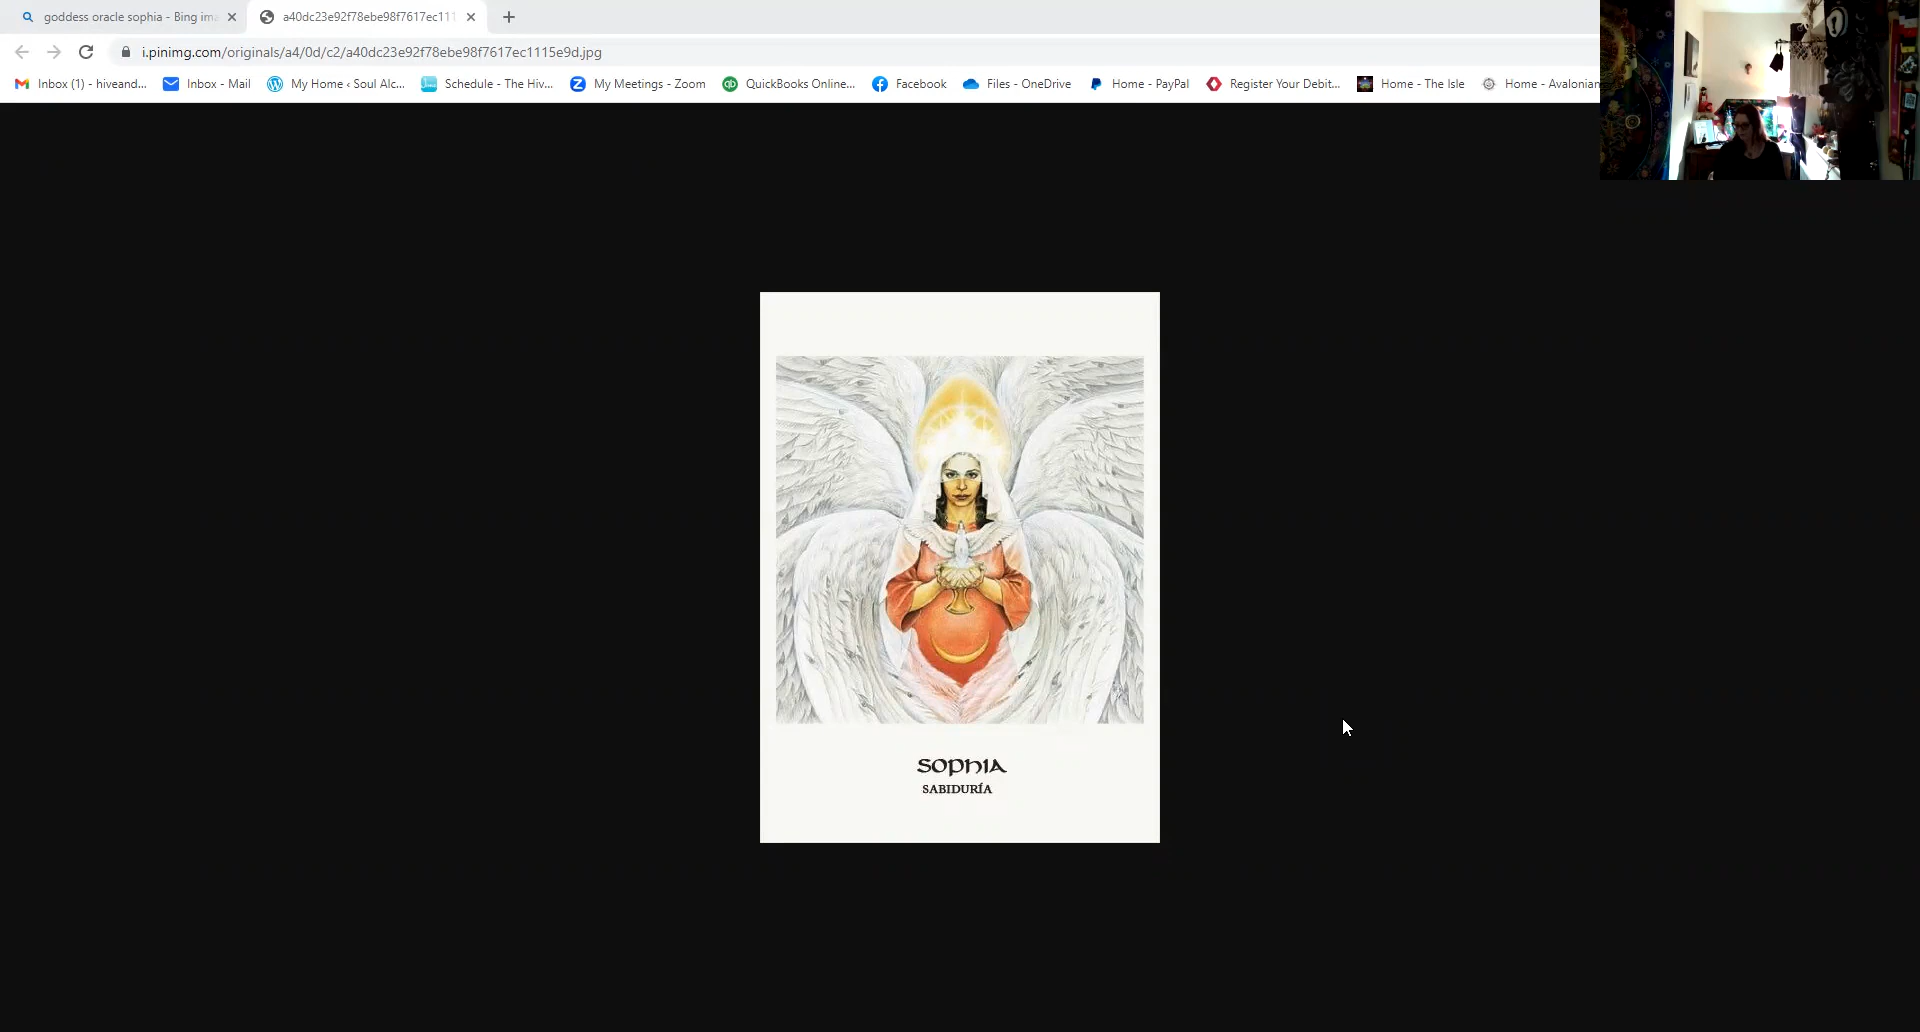 goddess oracle sophia - Bing ima
a40dc23e92f78ebe98f7617ec111
i.pinimg.com/originals/a4/0d/c2/a40dc23e92f78ebe98f7617ec1115e9d.jpg
Inbox (1) - hiveand... Inbox - Mail My Home ‹ Soul Alc... Schedule - The Hiv... My Meetings - Zoom QuickBooks Online... Facebook Files - OneDrive Home - PayPal Register Your Debit... Home - The Isle Home - Avalonian
SOPHIA
SABIDURÍA